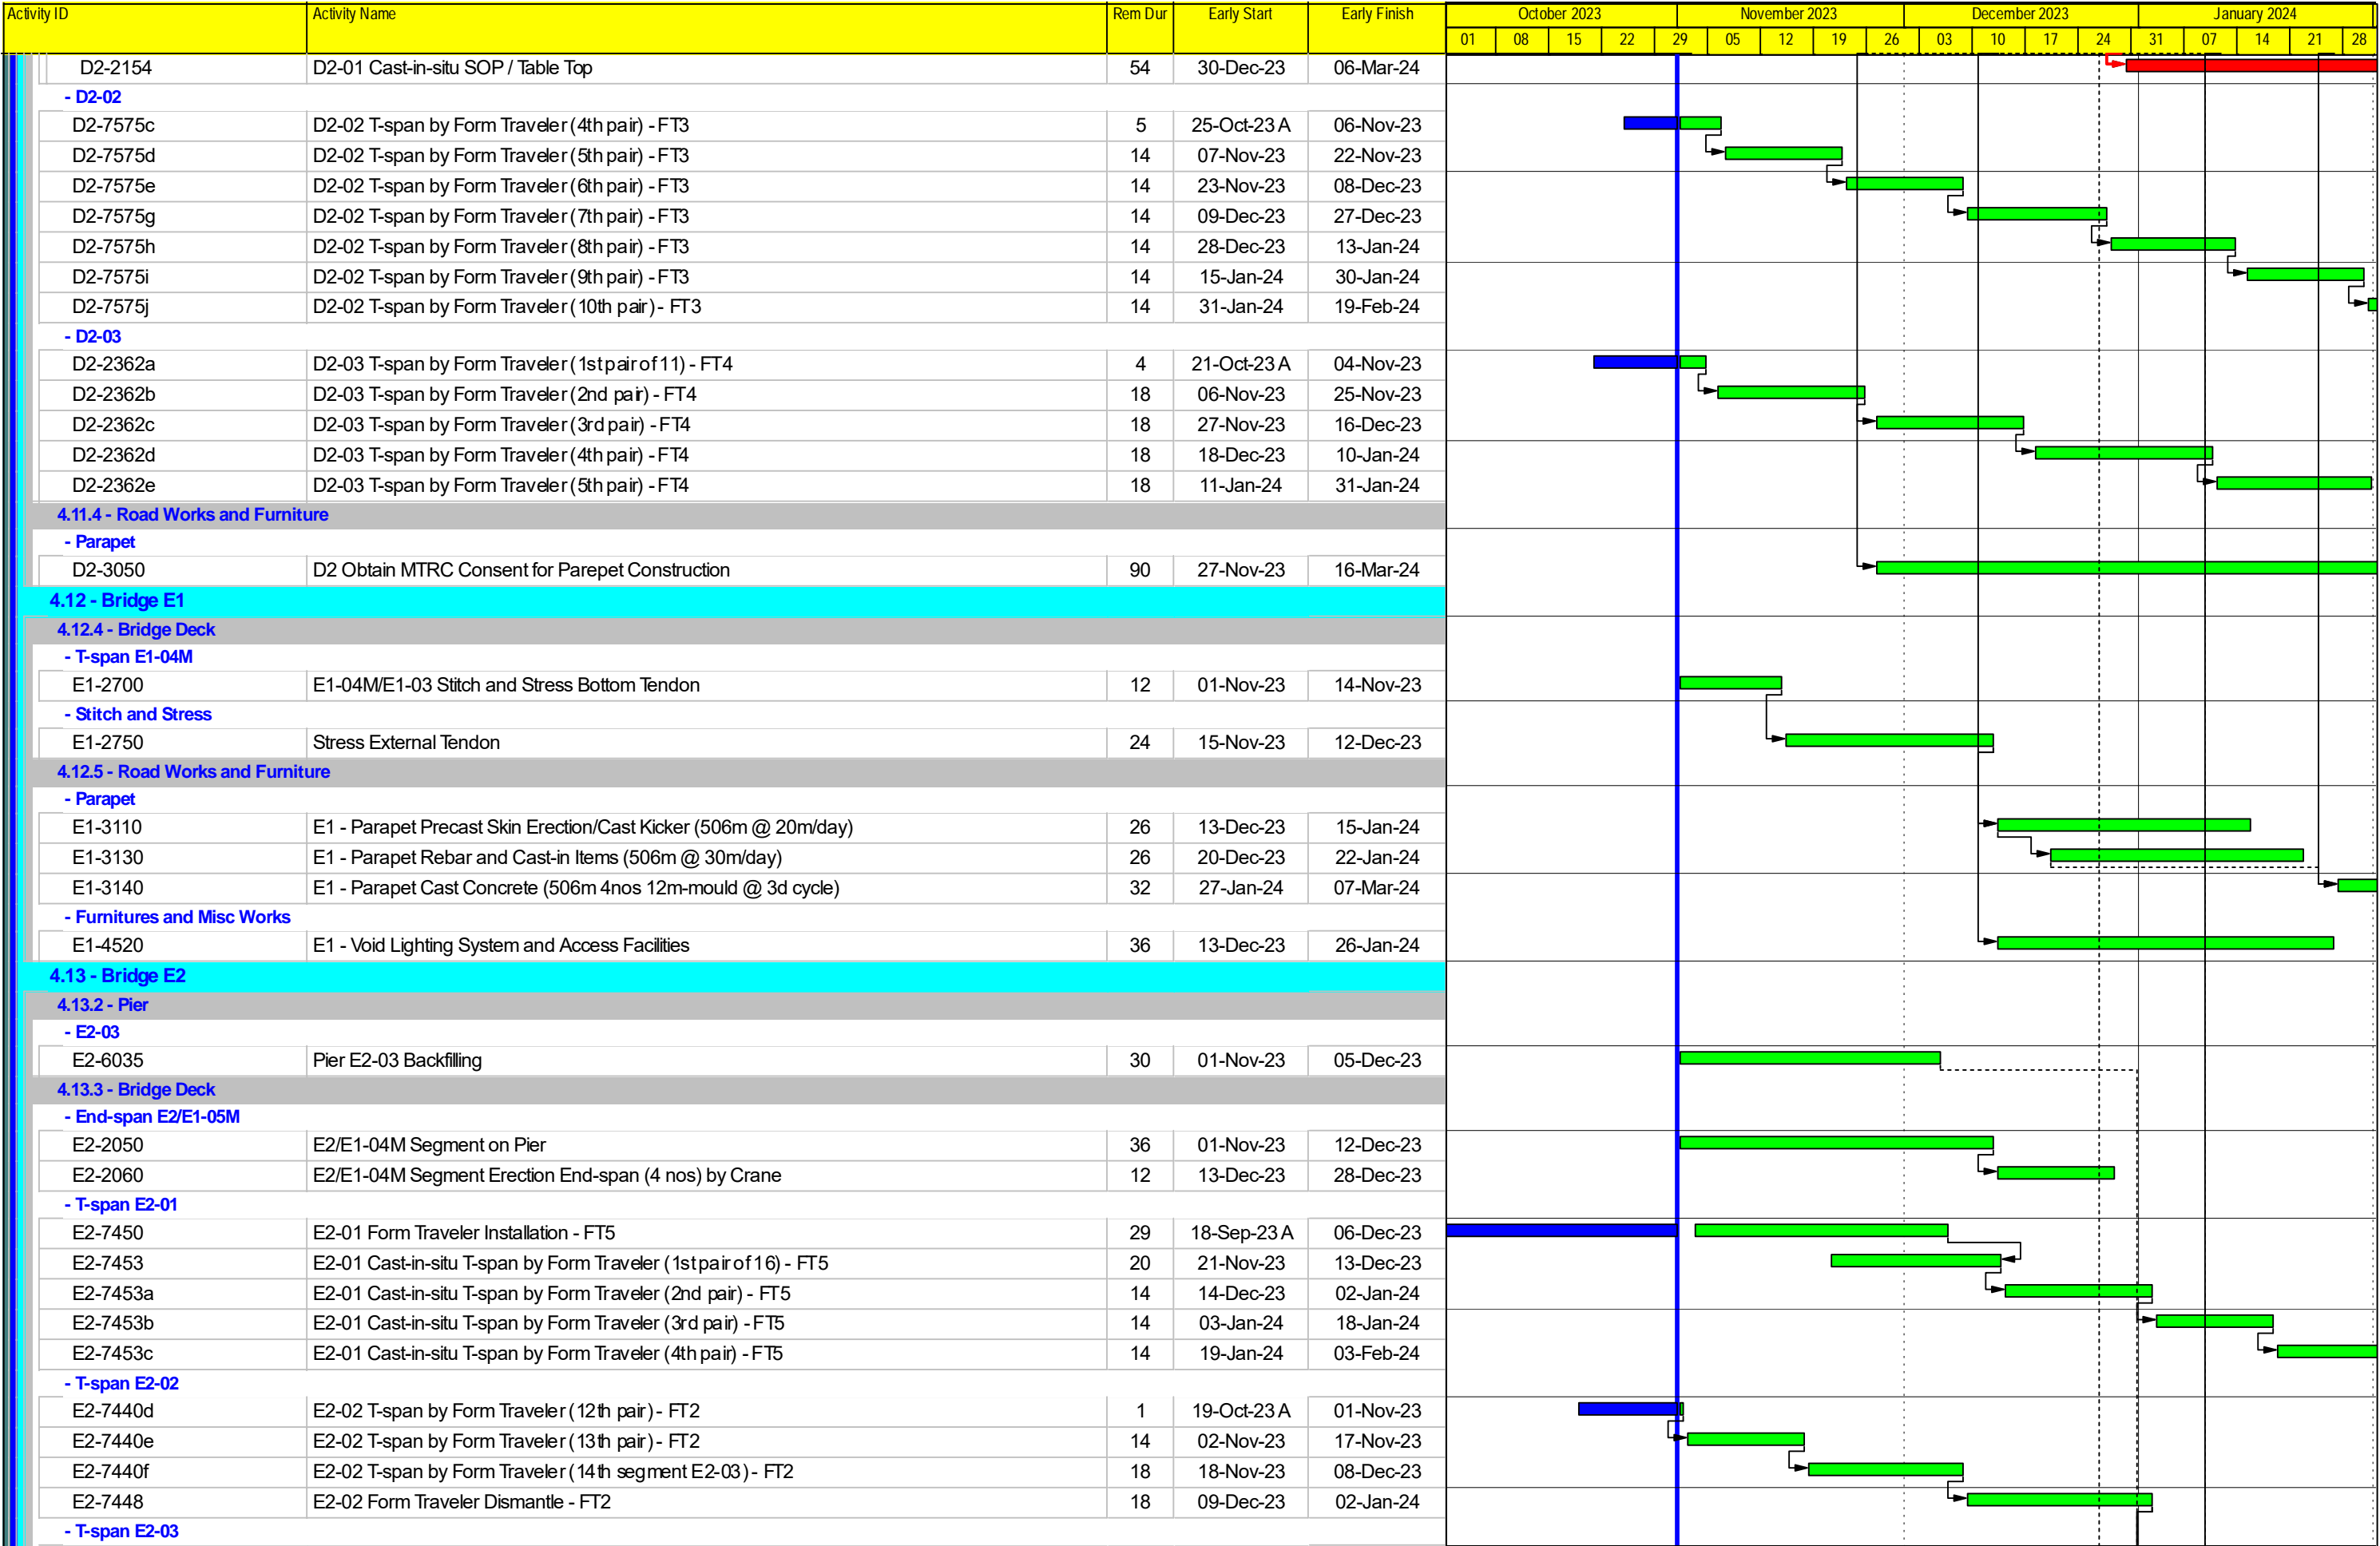 Activity ID Activity Name Rem Dur Early Start Early Finish October 2023 November 2023 December 2023 January 2024
01 08 15 22 29 05 12 19 26 03 10 17 24 31 07 14 21 28
D2-2154 D2-01 Cast-in-situ SOP / Table Top 54 30-Dec-23 06-Mar-24
- D2-02
D2-7575c D2-02 T-span by Form Traveler (4th pair) - FT3 5 25-Oct-23 A 06-Nov-23
D2-7575d D2-02 T-span by Form Traveler (5th pair) - FT3 14 07-Nov-23 22-Nov-23
D2-7575e D2-02 T-span by Form Traveler (6th pair) - FT3 14 23-Nov-23 08-Dec-23
D2-7575g D2-02 T-span by Form Traveler (7th pair) - FT3 14 09-Dec-23 27-Dec-23
D2-7575h D2-02 T-span by Form Traveler (8th pair) - FT3 14 28-Dec-23 13-Jan-24
D2-7575i D2-02 T-span by Form Traveler (9th pair) - FT3 14 15-Jan-24 30-Jan-24
D2-7575j D2-02 T-span by Form Traveler (10th pair) - FT3 14 31-Jan-24 19-Feb-24
- D2-03
D2-2362a D2-03 T-span by Form Traveler (1st pair of 11) - FT4 4 21-Oct-23 A 04-Nov-23
D2-2362b D2-03 T-span by Form Traveler (2nd pair) - FT4 18 06-Nov-23 25-Nov-23
D2-2362c D2-03 T-span by Form Traveler (3rd pair) - FT4 18 27-Nov-23 16-Dec-23
D2-2362d D2-03 T-span by Form Traveler (4th pair) - FT4 18 18-Dec-23 10-Jan-24
D2-2362e D2-03 T-span by Form Traveler (5th pair) - FT4 18 11-Jan-24 31-Jan-24
4.11.4 - Road Works and Furniture
- Parapet
D2-3050 D2 Obtain MTRC Consent for Parepet Construction 90 27-Nov-23 16-Mar-24
4.12 - Bridge E1
4.12.4 - Bridge Deck
- T-span E1-04M
E1-2700 E1-04M/E1-03 Stitch and Stress Bottom Tendon 12 01-Nov-23 14-Nov-23
- Stitch and Stress
E1-2750 Stress External Tendon 24 15-Nov-23 12-Dec-23
4.12.5 - Road Works and Furniture
- Parapet
E1-3110 E1 - Parapet Precast Skin Erection/Cast Kicker (506m @ 20m/day) 26 13-Dec-23 15-Jan-24
E1-3130 E1 - Parapet Rebar and Cast-in Items (506m @ 30m/day) 26 20-Dec-23 22-Jan-24
E1-3140 E1 - Parapet Cast Concrete (506m 4nos 12m-mould @ 3d cycle) 32 27-Jan-24 07-Mar-24
- Furnitures and Misc Works
E1-4520 E1 - Void Lighting System and Access Facilities 36 13-Dec-23 26-Jan-24
4.13 - Bridge E2
4.13.2 - Pier
- E2-03
E2-6035 Pier E2-03 Backfilling 30 01-Nov-23 05-Dec-23
4.13.3 - Bridge Deck
- End-span E2/E1-05M
E2-2050 E2/E1-04M Segment on Pier 36 01-Nov-23 12-Dec-23
E2-2060 E2/E1-04M Segment Erection End-span (4 nos) by Crane 12 13-Dec-23 28-Dec-23
- T-span E2-01
E2-7450 E2-01 Form Traveler Installation - FT5 29 18-Sep-23 A 06-Dec-23
E2-7453 E2-01 Cast-in-situ T-span by Form Traveler (1st pair of 16) - FT5 20 21-Nov-23 13-Dec-23
E2-7453a E2-01 Cast-in-situ T-span by Form Traveler (2nd pair) - FT5 14 14-Dec-23 02-Jan-24
E2-7453b E2-01 Cast-in-situ T-span by Form Traveler (3rd pair) - FT5 14 03-Jan-24 18-Jan-24
E2-7453c E2-01 Cast-in-situ T-span by Form Traveler (4th pair) - FT5 14 19-Jan-24 03-Feb-24
- T-span E2-02
E2-7440d E2-02 T-span by Form Traveler (12th pair) - FT2 1 19-Oct-23 A 01-Nov-23
E2-7440e E2-02 T-span by Form Traveler (13th pair) - FT2 14 02-Nov-23 17-Nov-23
E2-7440f E2-02 T-span by Form Traveler (14th segment E2-03) - FT2 18 18-Nov-23 08-Dec-23
E2-7448 E2-02 Form Traveler Dismantle - FT2 18 09-Dec-23 02-Jan-24
- T-span E2-03